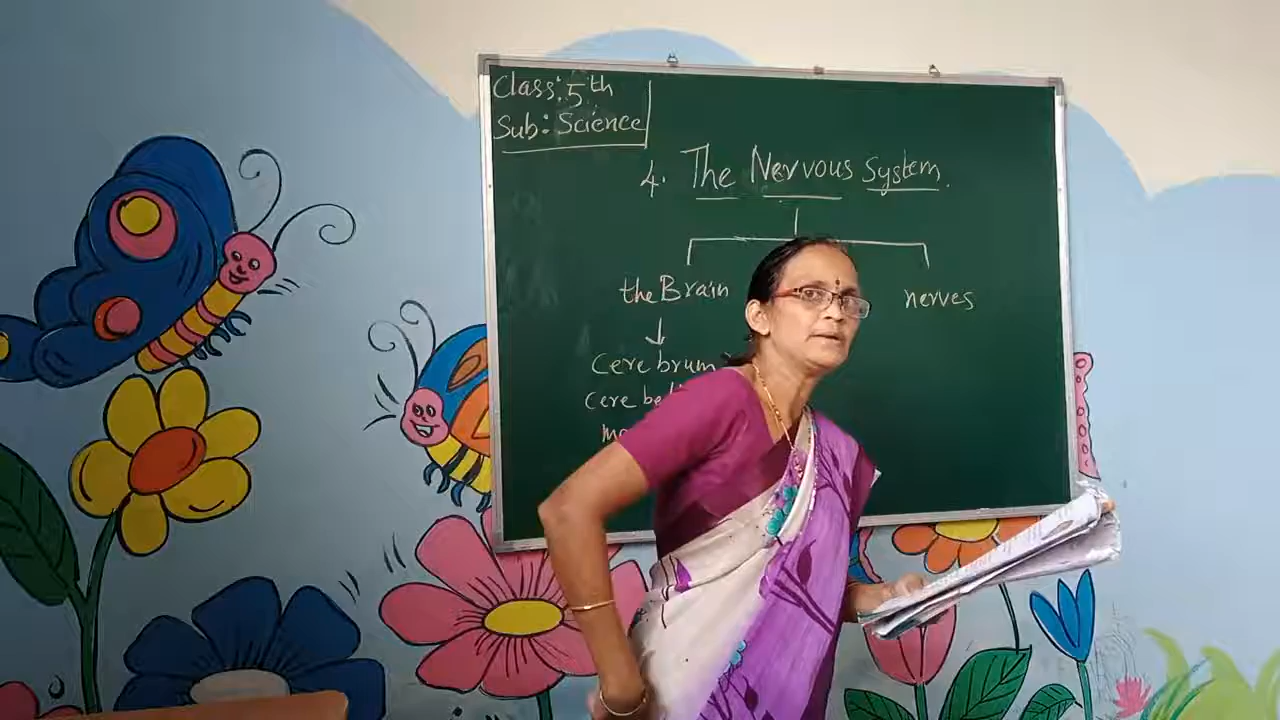 Class: 5th
Sub: Science
4. The Nervous System.
the Brain
nerves
Cerebrum